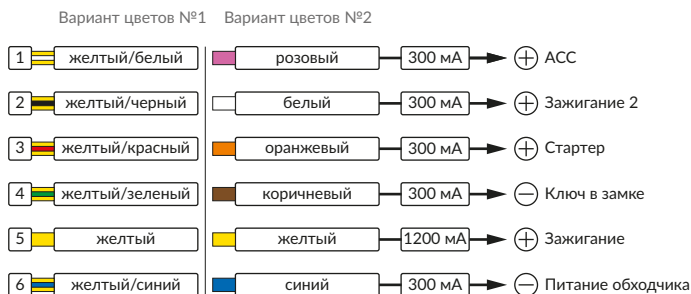 Вариант цветов №1 Вариант цветов №2
1 желтый/белый розовый 300 мА + ACC
2 желтый/черный белый 300 мА + Зажигание 2
3 желтый/красный оранжевый 300 мА + Стартер
4 желтый/зеленый коричневый 300 мА − Ключ в замке
5 желтый желтый 1200 мА + Зажигание
6 желтый/синий синий 300 мА − Питание обходчика